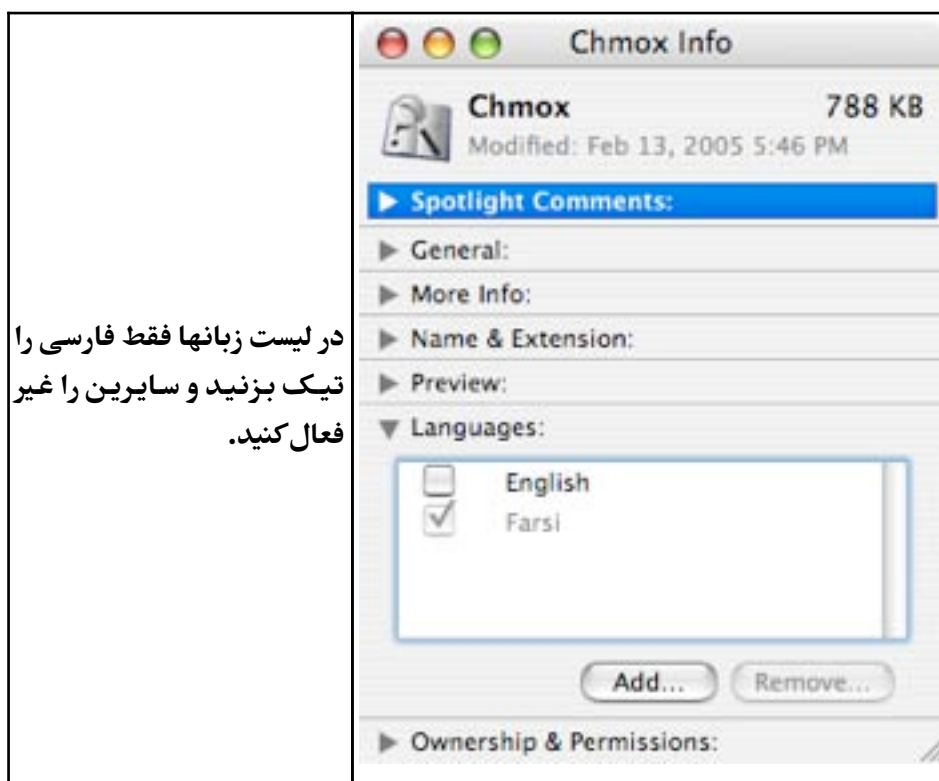 در لیست زبانها فقط فارسی را
تیک بزنید و سایرین را غیر
فعال کنید.
Chmox Info
Chmox 788 KB
Modified: Feb 13, 2005 5:46 PM
Spotlight Comments:
General:
More Info:
Name & Extension:
Preview:
Languages:
English
Farsi
Add... Remove...
Ownership & Permissions: